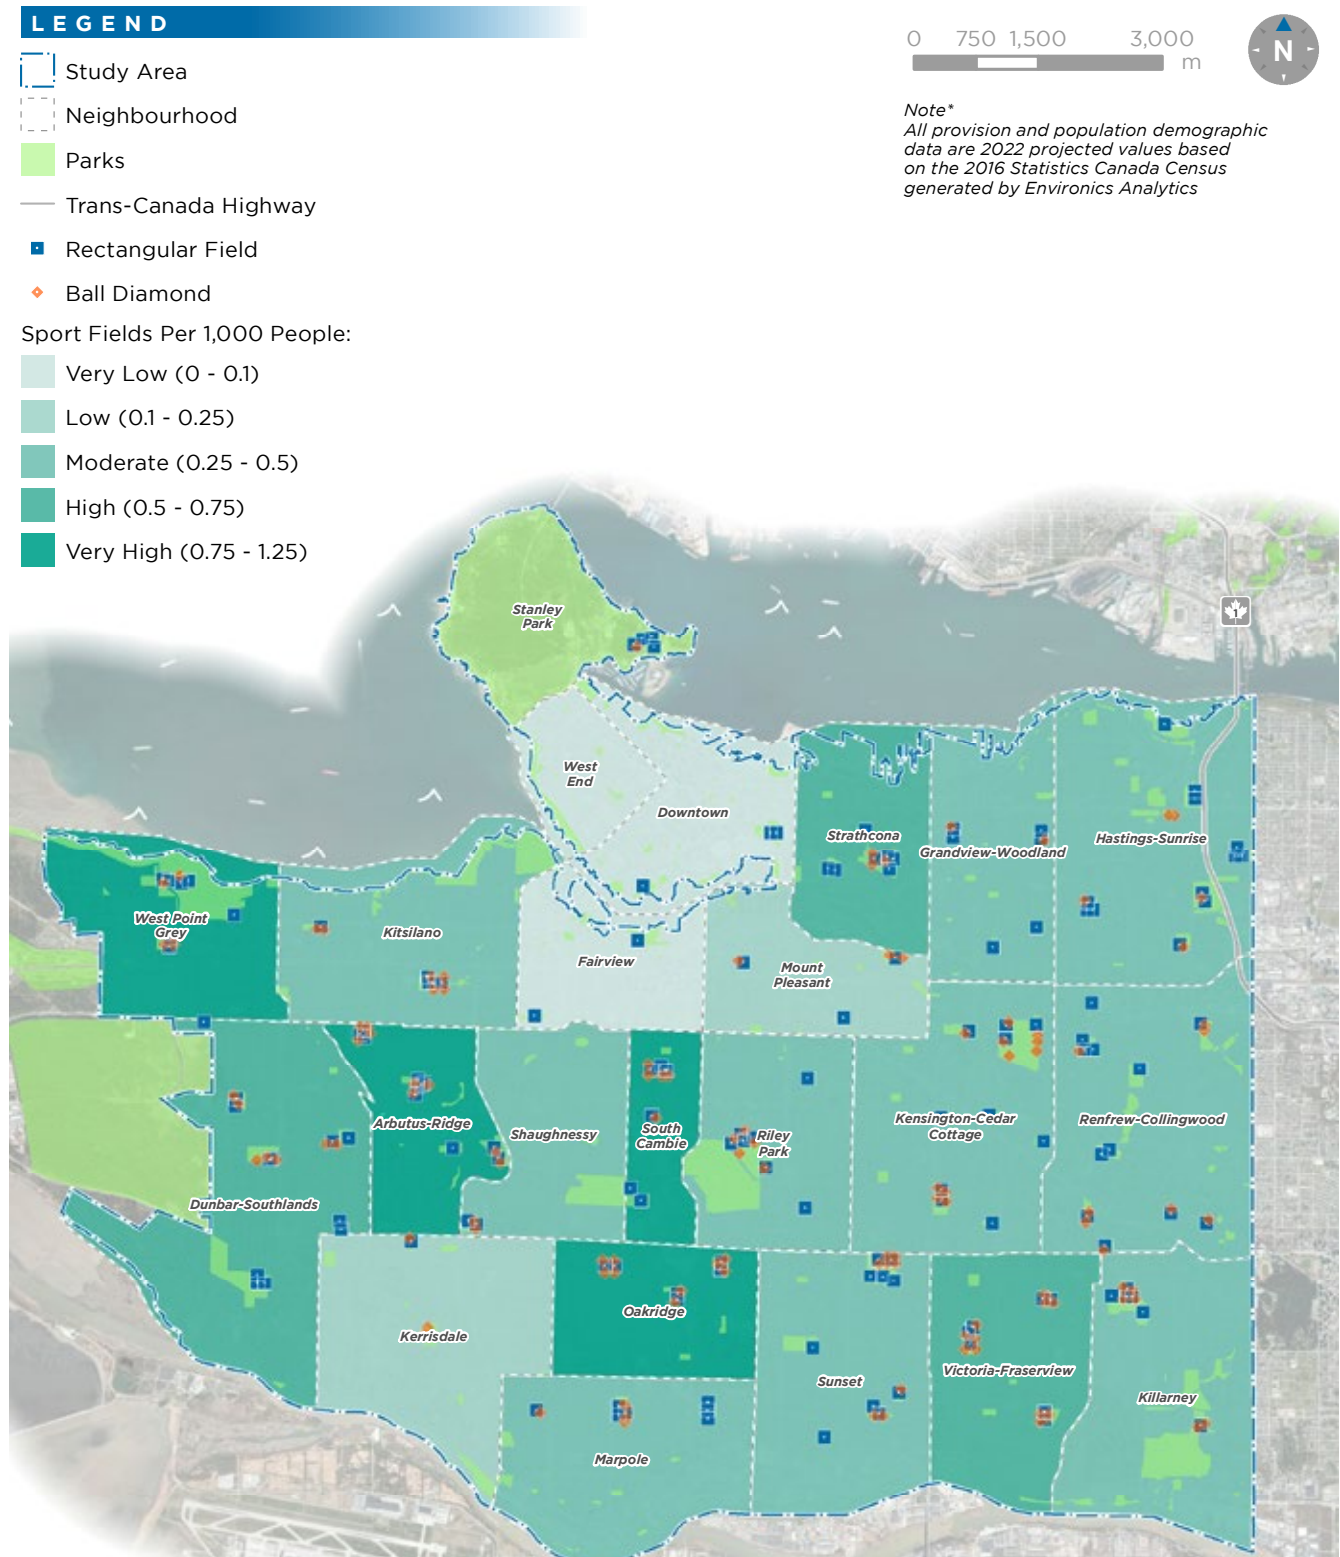 LEGEND
Study Area
Neighbourhood
Parks
Trans-Canada Highway
Rectangular Field
Ball Diamond
Sport Fields Per 1,000 People:
Very Low (0 - 0.1)
Low (0.1 - 0.25)
Moderate (0.25 - 0.5)
High (0.5 - 0.75)
Very High (0.75 - 1.25)
0 750 1,500 3,000
m
N
Note*
All provision and population demographic
data are 2022 projected values based
on the 2016 Statistics Canada Census
generated by Environics Analytics
Stanley
Park
1
West
End
Downtown
Strathcona
Grandview-Woodland
Hastings-Sunrise
West Point
Grey
Kitsilano
Fairview
Mount
Pleasant
Arbutus-Ridge
Shaughnessy
South
Cambie
Riley
Park
Kensington-Cedar
Cottage
Renfrew-Collingwood
Dunbar-Southlands
Kerrisdale
Oakridge
Sunset
Victoria-Fraserview
Killarney
Marpole